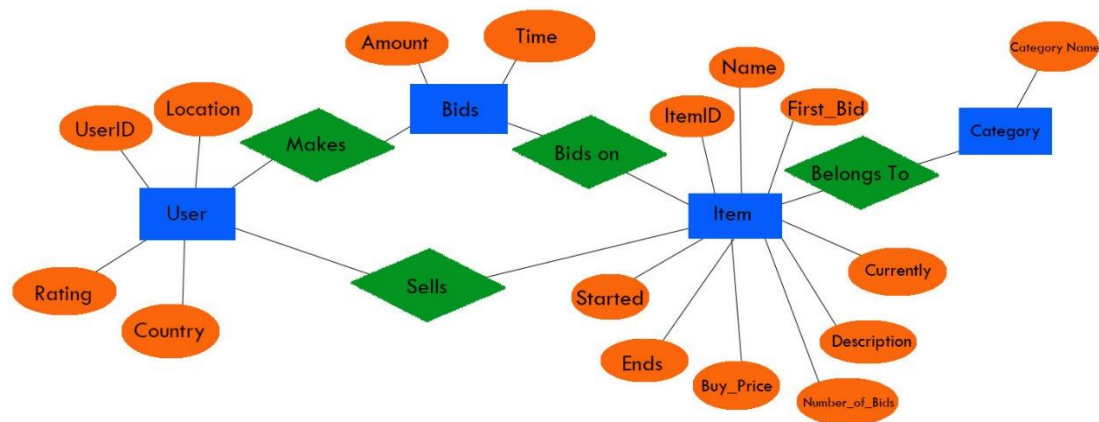 Amount
Time
Bids
Name
Category Name
UserID
Location
Makes
Bids on
ItemID
First_Bid
Category
Belongs To
User
Item
Sells
Rating
Country
Started
Ends
Buy_Price
Number_of_Bids
Description
Currently